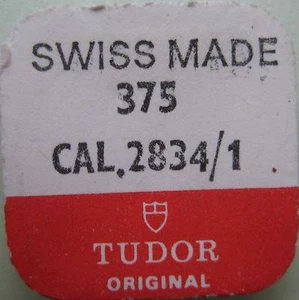 SWISS MADE
375
CAL.2834/1
TUDOR
ORIGINAL